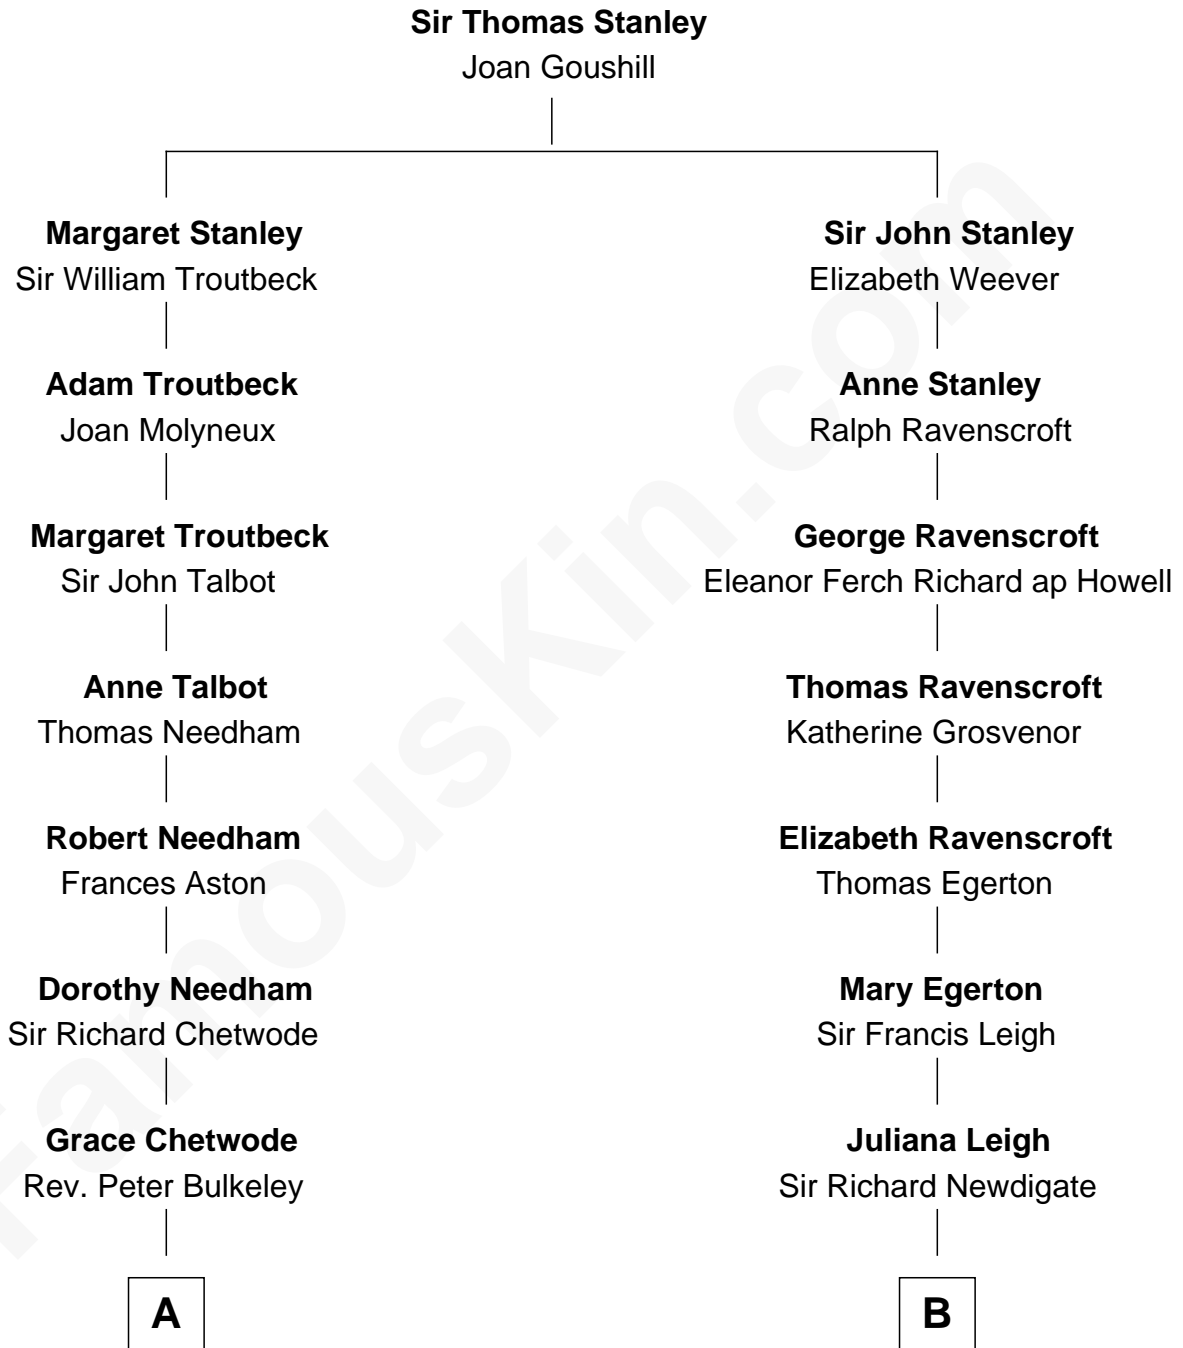 Sir Thomas Stanley
Joan Goushill
Margaret Stanley
Sir William Troutbeck
Sir John Stanley
Elizabeth Weever
Adam Troutbeck
Joan Molyneux
Anne Stanley
Ralph Ravenscroft
Margaret Troutbeck
Sir John Talbot
George Ravenscroft
Eleanor Ferch Richard ap Howell
Anne Talbot
Thomas Needham
Thomas Ravenscroft
Katherine Grosvenor
Robert Needham
Frances Aston
Elizabeth Ravenscroft
Thomas Egerton
Dorothy Needham
Sir Richard Chetwode
Mary Egerton
Sir Francis Leigh
Grace Chetwode
Rev. Peter Bulkeley
Juliana Leigh
Sir Richard Newdigate
A
B
FamousKin.com